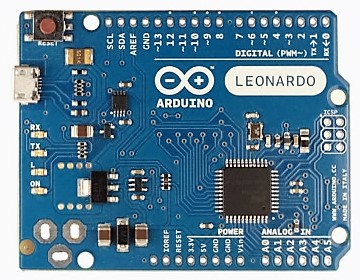 RESET
SCL
SDA
AREF
GND
~13
12
~11
~10
~9
8
7
~6
~5
4
~3
2
TX→1
RX←0
DIGITAL (PWM~)
ARDUINO
LEONARDO
ICSP
RX
TX
L
ON
WWW.ARDUINO.CC
MADE IN ITALY
POWER
ANALOG IN
IOREF
RESET
3.3V
5V
GND
GND
Vin
A0
A1
A2
A3
A4
A5